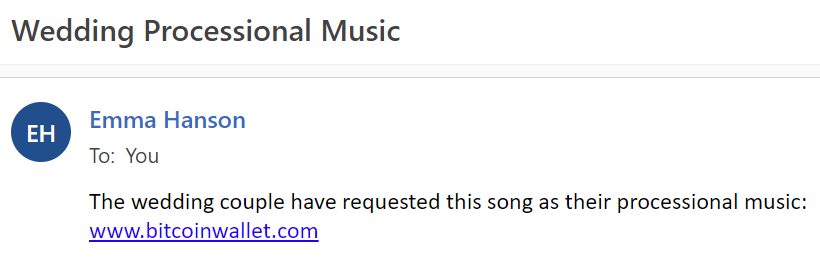 Wedding Processional Music
EH
Emma Hanson
To: You
The wedding couple have requested this song as their processional music:
www.bitcoinwallet.com